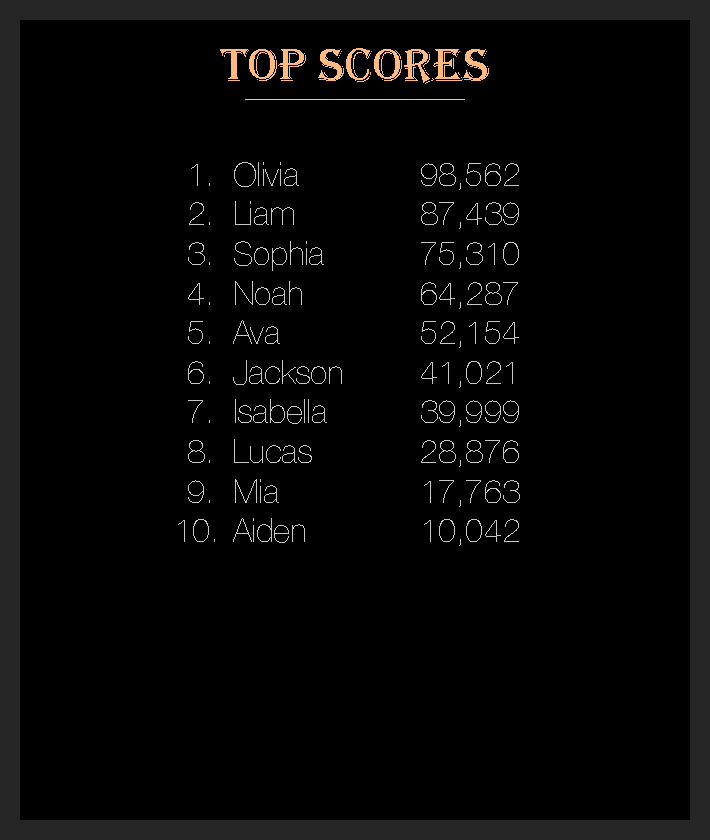 TOP SCORES
1. Olivia 98,562
2. Liam 87,439
3. Sophia 75,310
4. Noah 64,287
5. Ava 52,154
6. Jackson 41,021
7. Isabella 39,999
8. Lucas 28,876
9. Mia 17,763
10. Aiden 10,042